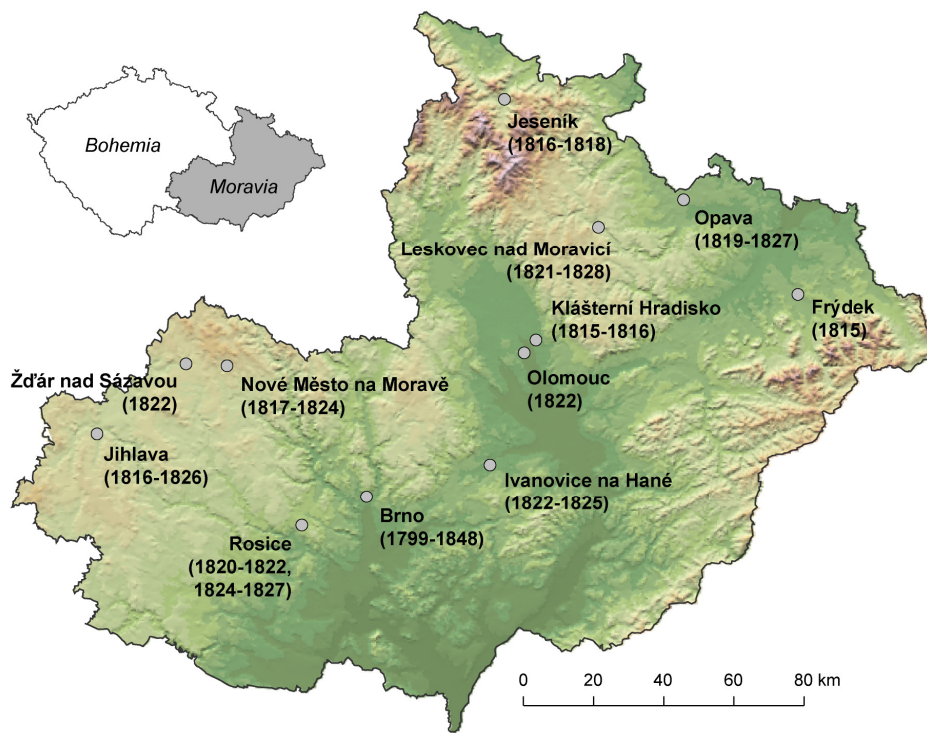 Bohemia
Moravia
Jeseník
(1816-1818)
Opava
(1819-1827)
Leskovec nad Moravicí
(1821-1828)
Klášterní Hradisko
(1815-1816)
Frýdek
(1815)
Olomouc
(1822)
Žďár nad Sázavou
(1822)
Nové Město na Moravě
(1817-1824)
Jihlava
(1816-1826)
Ivanovice na Hané
(1822-1825)
Brno
(1799-1848)
Rosice
(1820-1822,
1824-1827)
0 20 40 60 80 km